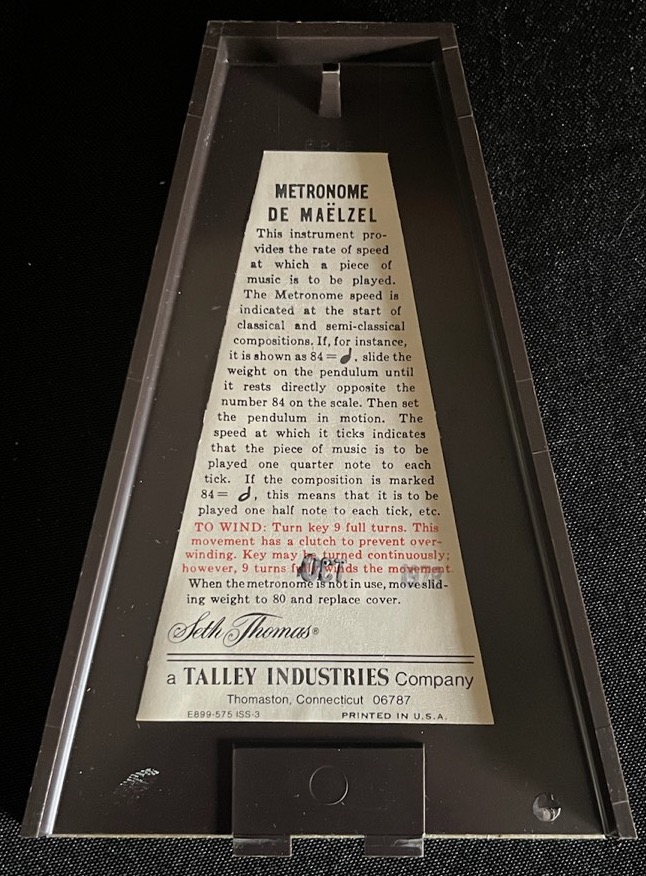 METRONOME
DE MAËLZEL
This instrument pro-
vides the rate of speed
at which a piece of
music is to be played.
The Metronome speed is
indicated at the start of
classical and semi-classical
compositions. If, for instance,
it is shown as 84 = ♩, slide the
weight on the pendulum until
it rests directly opposite the
number 84 on the scale. Then set
the pendulum in motion. The
speed at which it ticks indicates
that the piece of music is to be
played one quarter note to each
tick. If the composition is marked
84 = 𝅗𝅥, this means that it is to be
played one half note to each tick, etc.
TO WIND: Turn key 9 full turns. This
movement has a clutch to prevent over-
winding. Key may be turned continuously;
however, 9 turns fully winds the movement.
OCT
When the metronome is not in use, move slid-
ing weight to 80 and replace cover.
Seth Thomas®
a TALLEY INDUSTRIES Company
Thomaston, Connecticut 06787
E899-575 ISS-3 PRINTED IN U.S.A.